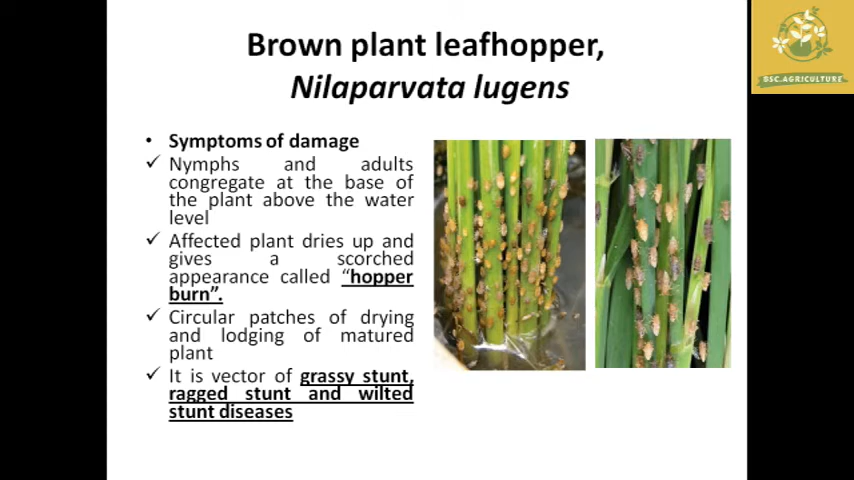 Brown plant leafhopper,
Nilaparvata lugens
BSC.AGRICULTURE
• Symptoms of damage
✓ Nymphs and adults
congregate at the base of
the plant above the water
level
✓ Affected plant dries up and
gives a scorched
appearance called “hopper
burn”.
✓ Circular patches of drying
and lodging of matured
plant
✓ It is vector of grassy stunt,
ragged stunt and wilted
stunt diseases